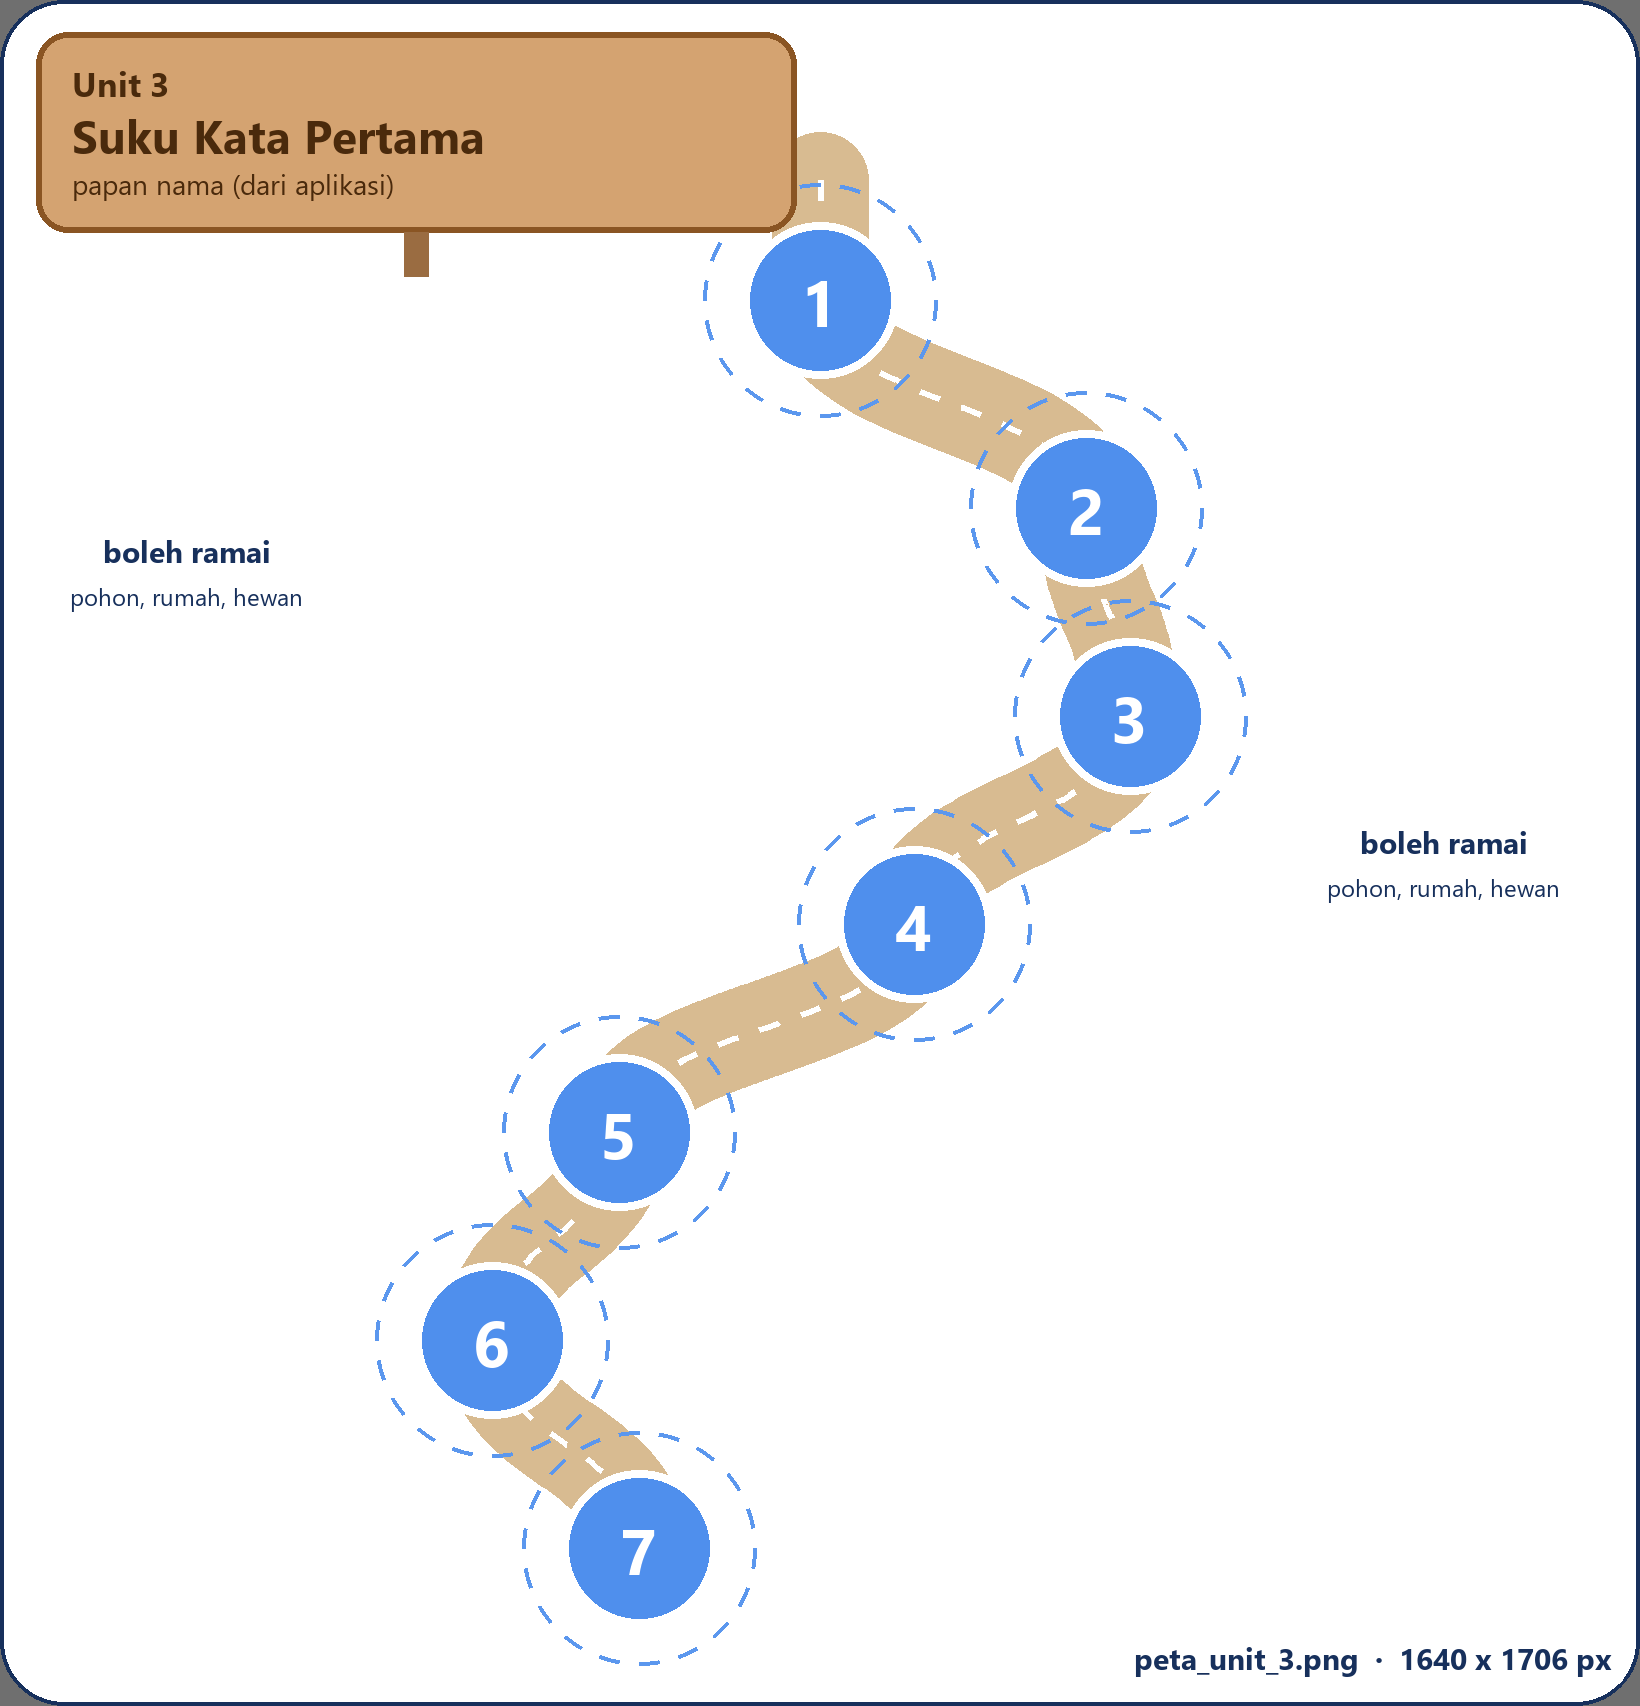 Unit 3
Suku Kata Pertama
papan nama (dari aplikasi)
1
2
boleh ramai
pohon, rumah, hewan
3
boleh ramai
pohon, rumah, hewan
4
5
6
7
peta_unit_3.png · 1640 x 1706 px